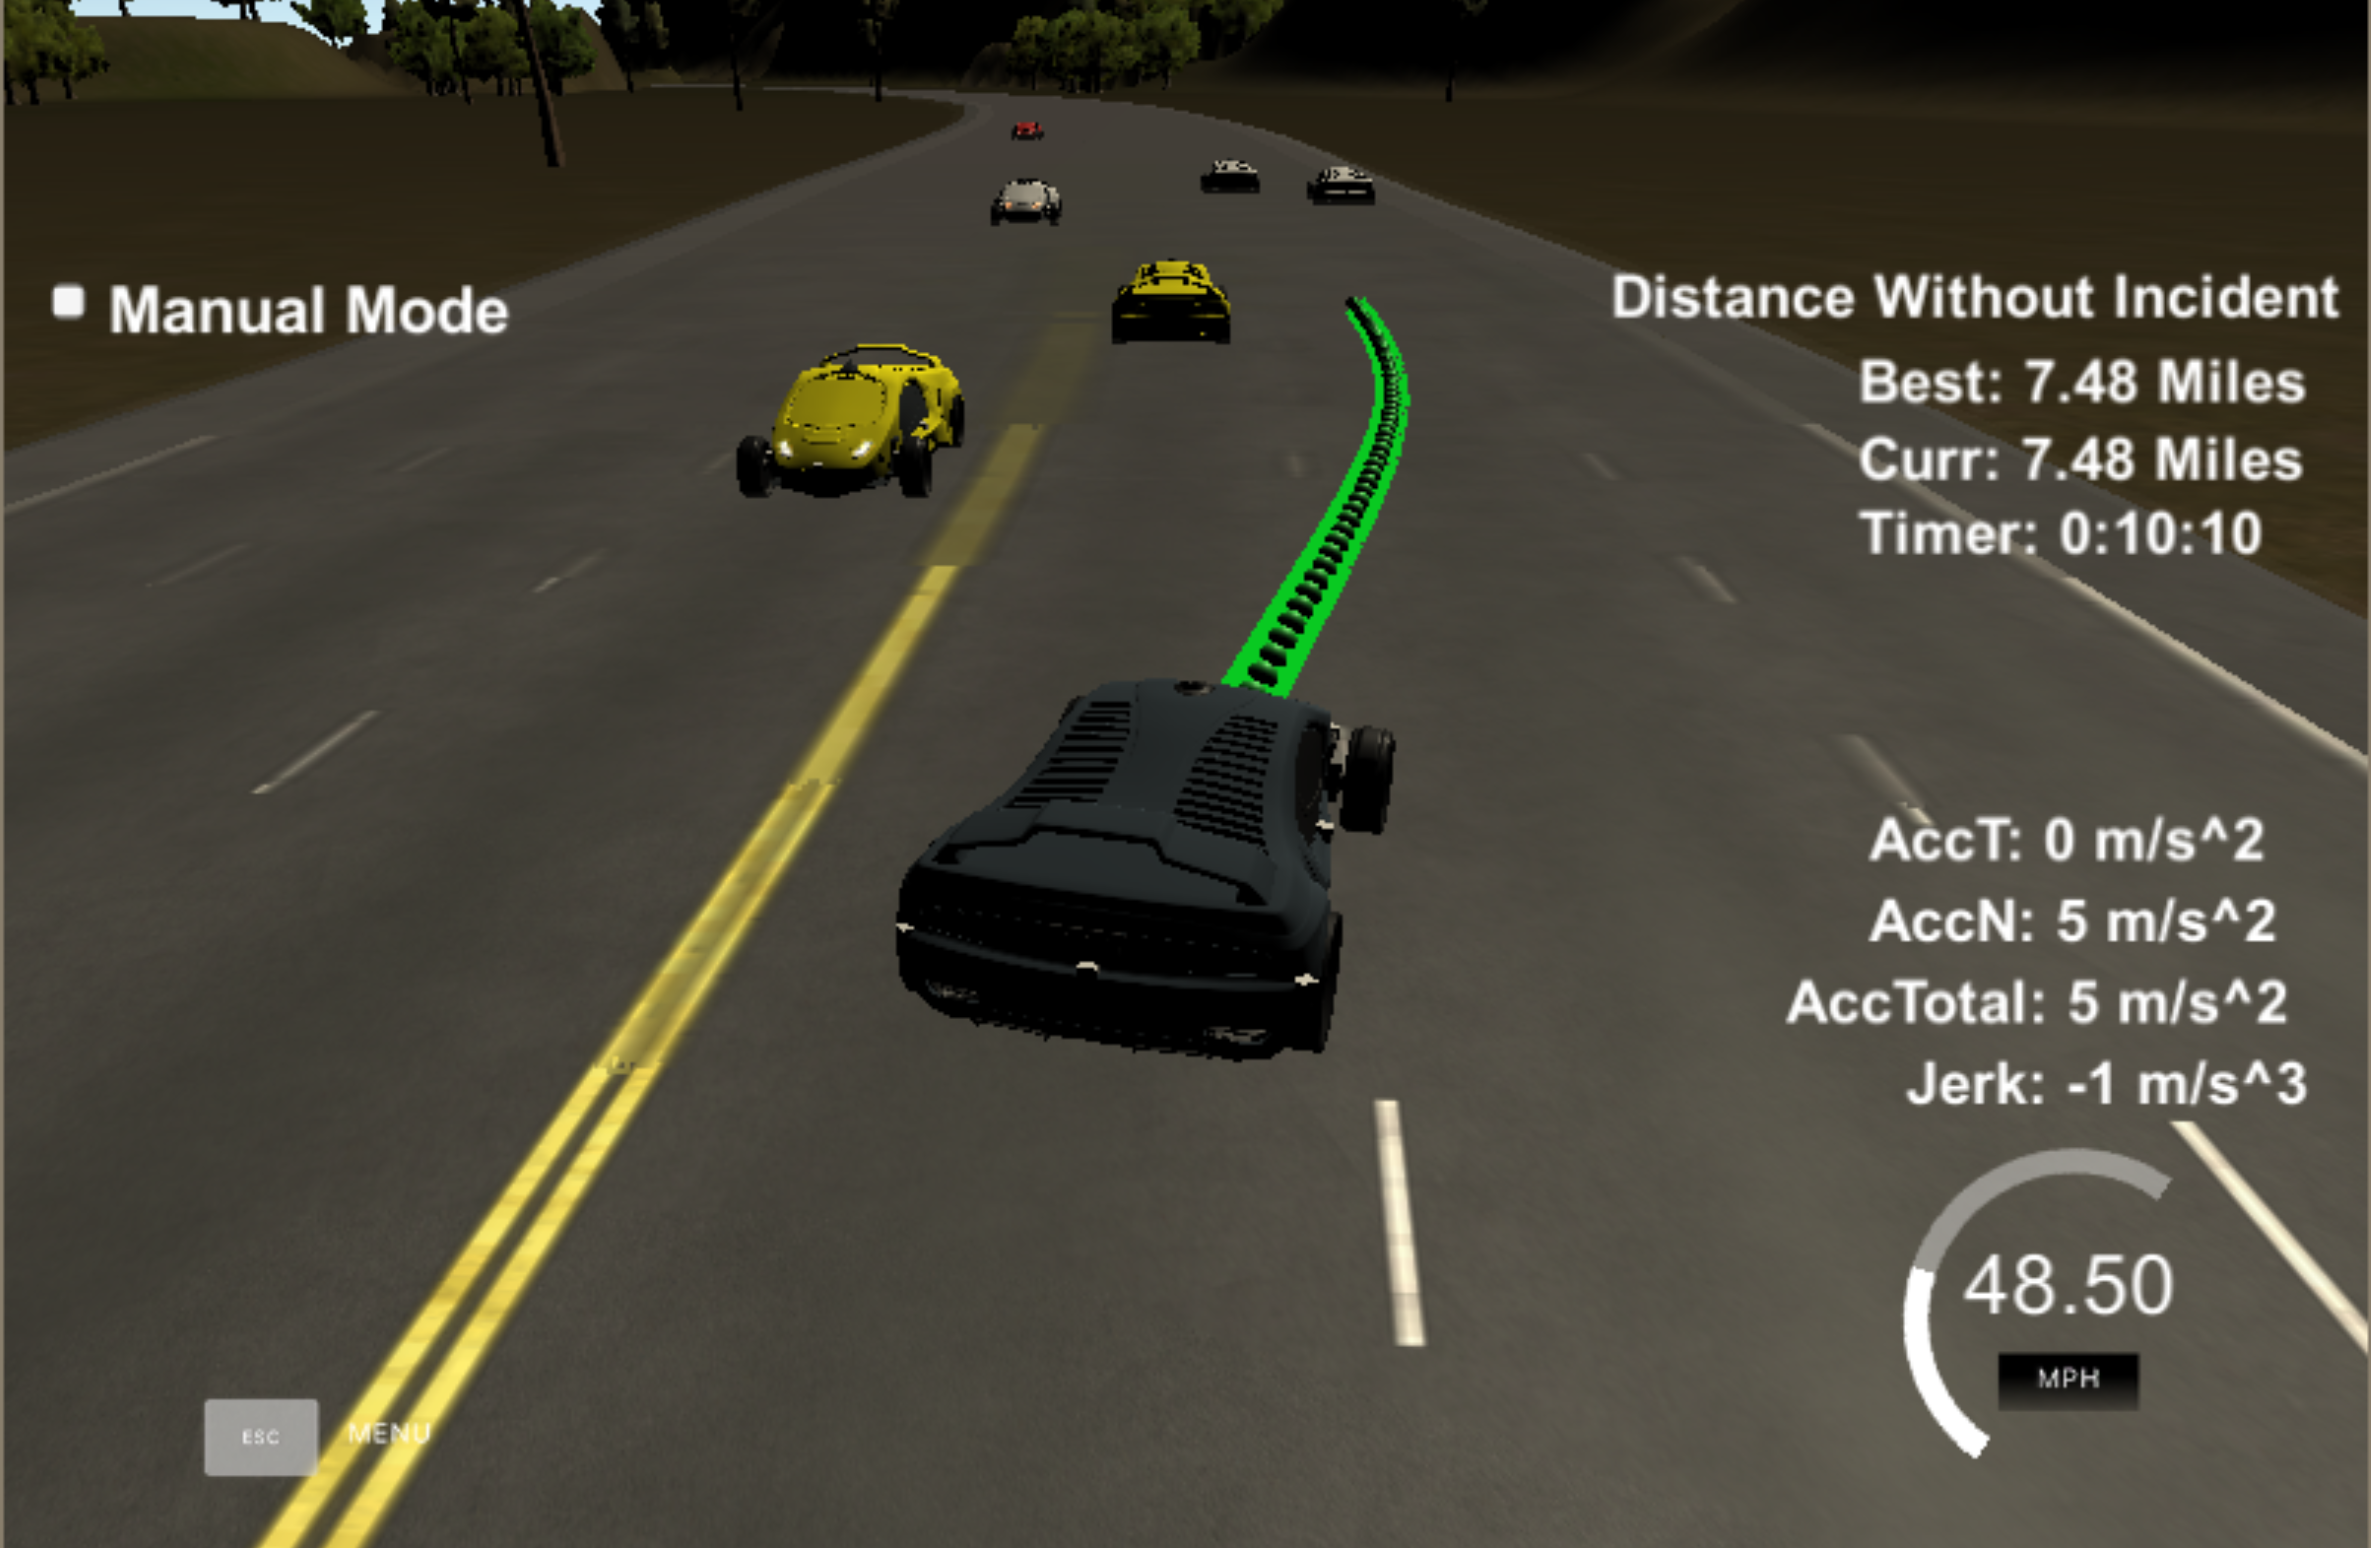 Manual Mode
Distance Without Incident
Best: 7.48 Miles
Curr: 7.48 Miles
Timer: 0:10:10
AccT: 0 m/s^2
AccN: 5 m/s^2
AccTotal: 5 m/s^2
Jerk: -1 m/s^3
48.50
MPH
ESC MENU